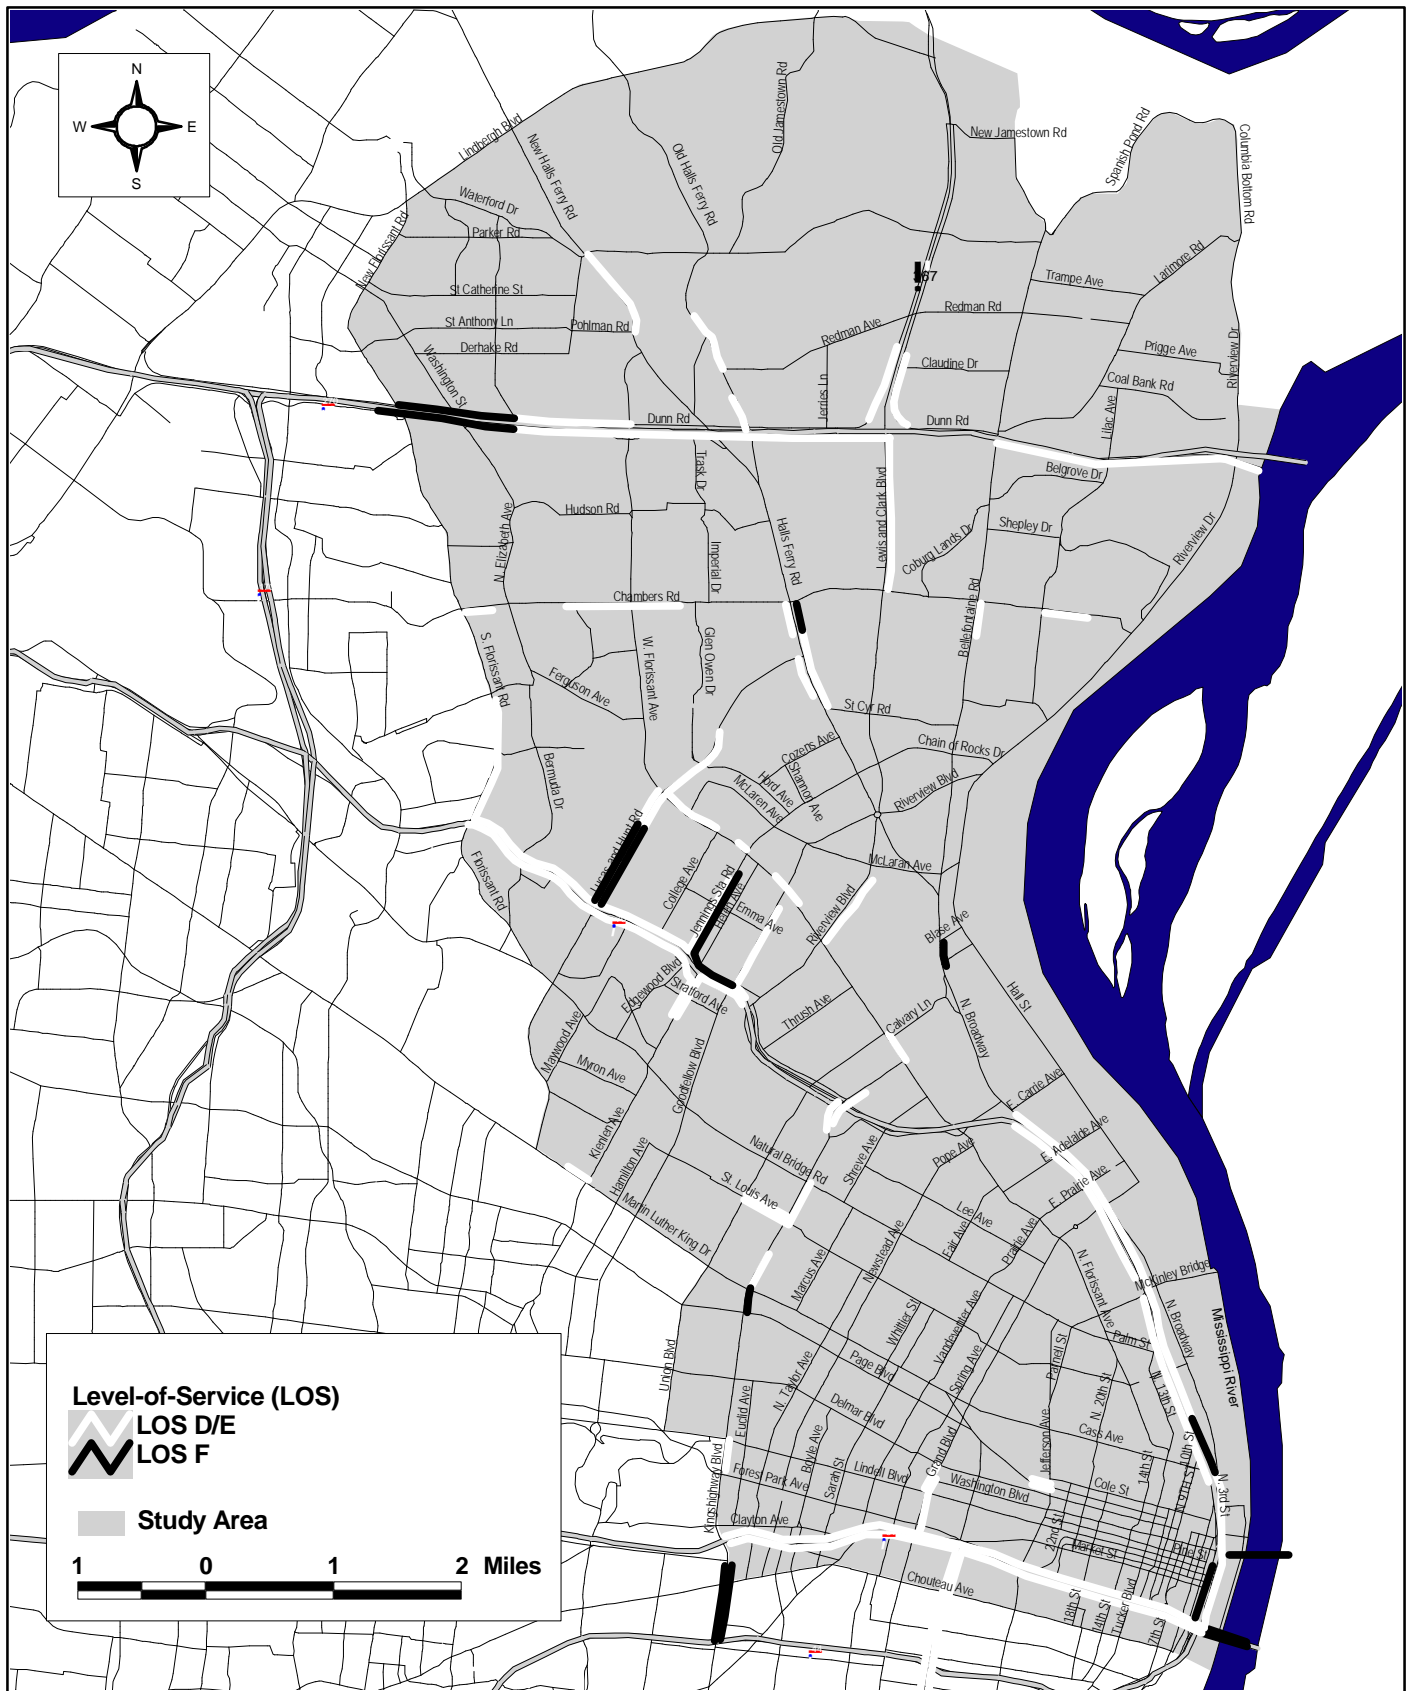 N
W E
S
Lindbergh Blvd
New Halls Ferry Rd
Old Halls Ferry Rd
Old Jamestown Rd
New Jamestown Rd
Spanish Pond Rd
Columbia Bottom Rd
Waterford Dr
Parker Rd
New Florissant Rd
St Catherine St
St Anthony Ln
Pohlman Rd
Derhake Rd
Washington St
367
Trampe Ave
Larimore Rd
Redman Rd
Redman Ave
Claudine Dr
Prigge Ave
Coal Bank Rd
Riverview Dr
Jerries Ln
Lilac Ave
Dunn Rd
Dunn Rd
Belgrove Dr
Trask Dr
Lewis and Clark Blvd
Hudson Rd
N. Elizabeth Ave
Imperial Dr
Halls Ferry Rd
Coburg Lands Dr
Shepley Dr
Riverview Dr
Chambers Rd
Bellefontaine Rd
S. Florissant Rd
W. Florissant Ave
Glen Owen Dr
Ferguson Ave
St Cyr Rd
Cozens Ave
Chain of Rocks Dr
Bermuda Dr
Hord Ave
Shannon Ave
McLaren Ave
Riverview Blvd
Lucas and Hunt Rd
McLaran Ave
Florissant Rd
College Ave
Jennings Sta Rd
Helen Ave
Emma Ave
Riverview Blvd
Blase Ave
Edgewood Blvd
Stratford Ave
Hall St
Thrush Ave
Calvary Ln
N. Broadway
Maywood Ave
Myron Ave
Goodfellow Blvd
E. Carrie Ave
Kienlen Ave
Hamilton Ave
Natural Bridge Rd
Shreve Ave
Pope Ave
E. Adelaide Ave
St. Louis Ave
E. Prairie Ave
Martin Luther King Dr
Lee Ave
Fair Ave
Prairie Ave
Newstead Ave
Marcus Ave
N. Florissant Ave
McKinley Bridge
N. Broadway
Mississippi River
Whittier St
Vandeventer Ave
Palm St
Parnell St
Union Blvd
Page Blvd
Spring Ave
N. Taylor Ave
N. 20th St
N. 13th St
Level-of-Service (LOS)
LOS D/E
LOS F
Study Area
1 0 1 2 Miles
Euclid Ave
Delmar Blvd
Cass Ave
Boyle Ave
Grand Blvd
Jefferson Ave
14th St
N. 10th St
Kingshighway Blvd
Forest Park Ave
Sarah St
Lindell Blvd
Washington Blvd
Cole St
N 9TH St
N. 3rd St
Clayton Ave
22nd St
Market St
Pine St
Chouteau Ave
18th St
14th St
Tucker Blvd
7th St